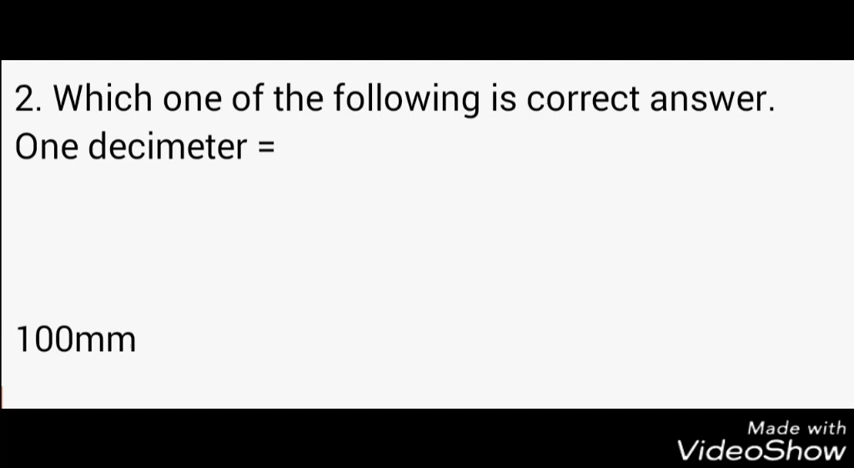 2. Which one of the following is correct answer.
One decimeter =
100mm
Made with
VideoShow